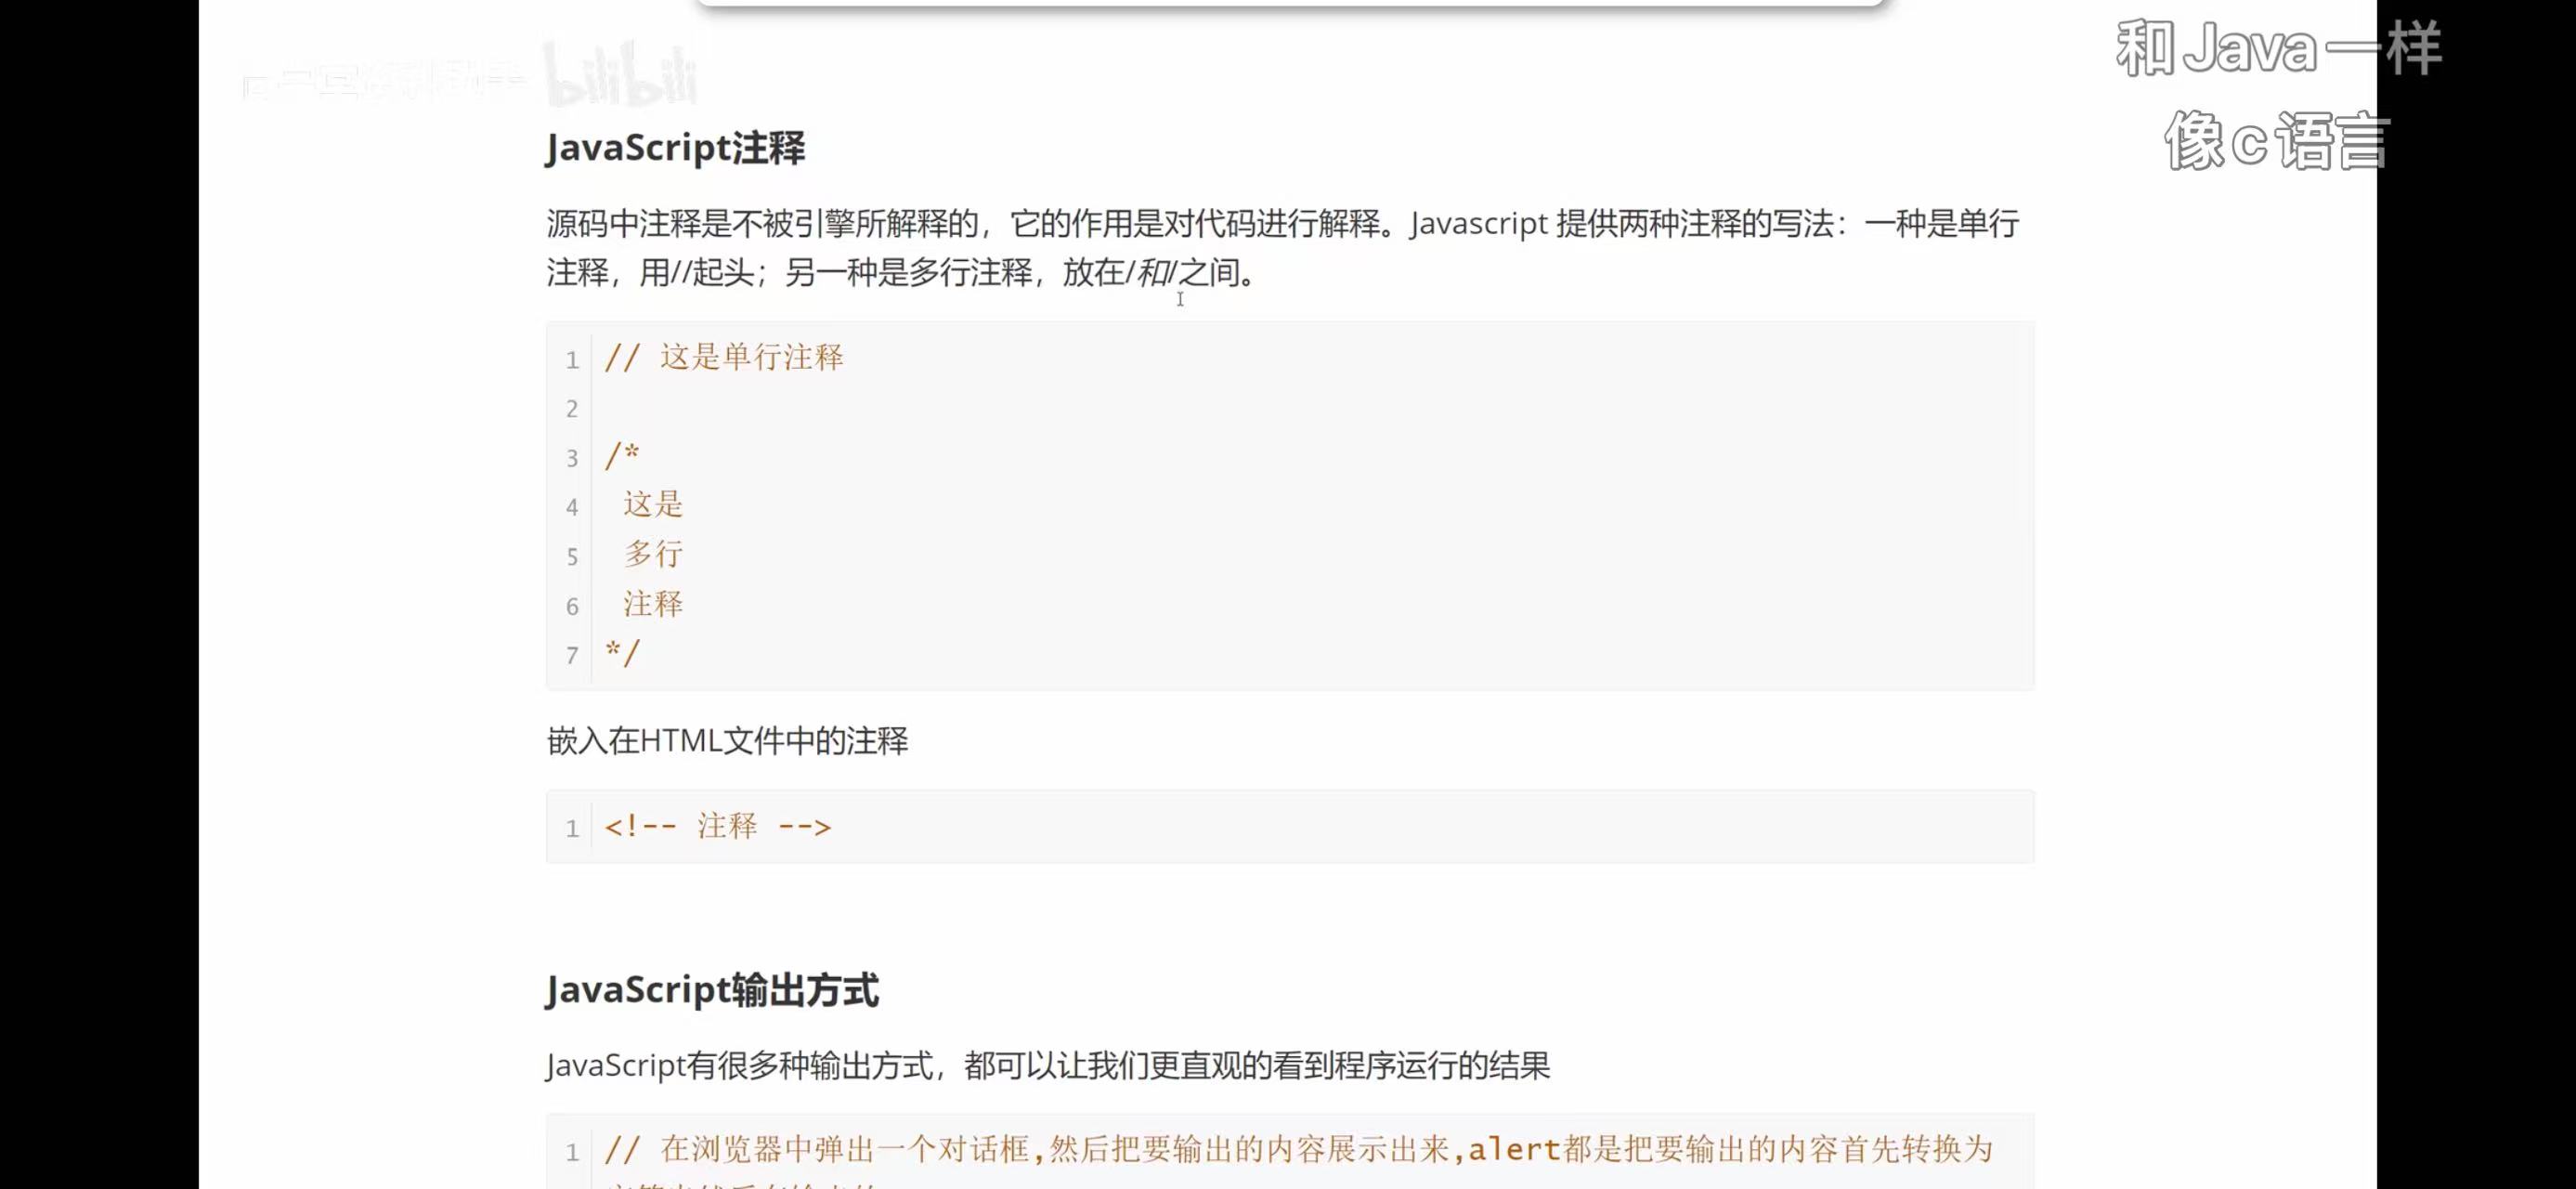 bilibili
和Java一样
像c语言
JavaScript注释
源码中注释是不被引擎所解释的，它的作用是对代码进行解释。Javascript 提供两种注释的写法：一种是单行
注释，用//起头；另一种是多行注释，放在/和/之间。
1 // 这是单行注释
2
3 /*
4 这是
5 多行
6 注释
7 */
嵌入在HTML文件中的注释
1 <!-- 注释 -->
JavaScript输出方式
JavaScript有很多种输出方式，都可以让我们更直观的看到程序运行的结果
1 // 在浏览器中弹出一个对话框,然后把要输出的内容展示出来,alert都是把要输出的内容首先转换为